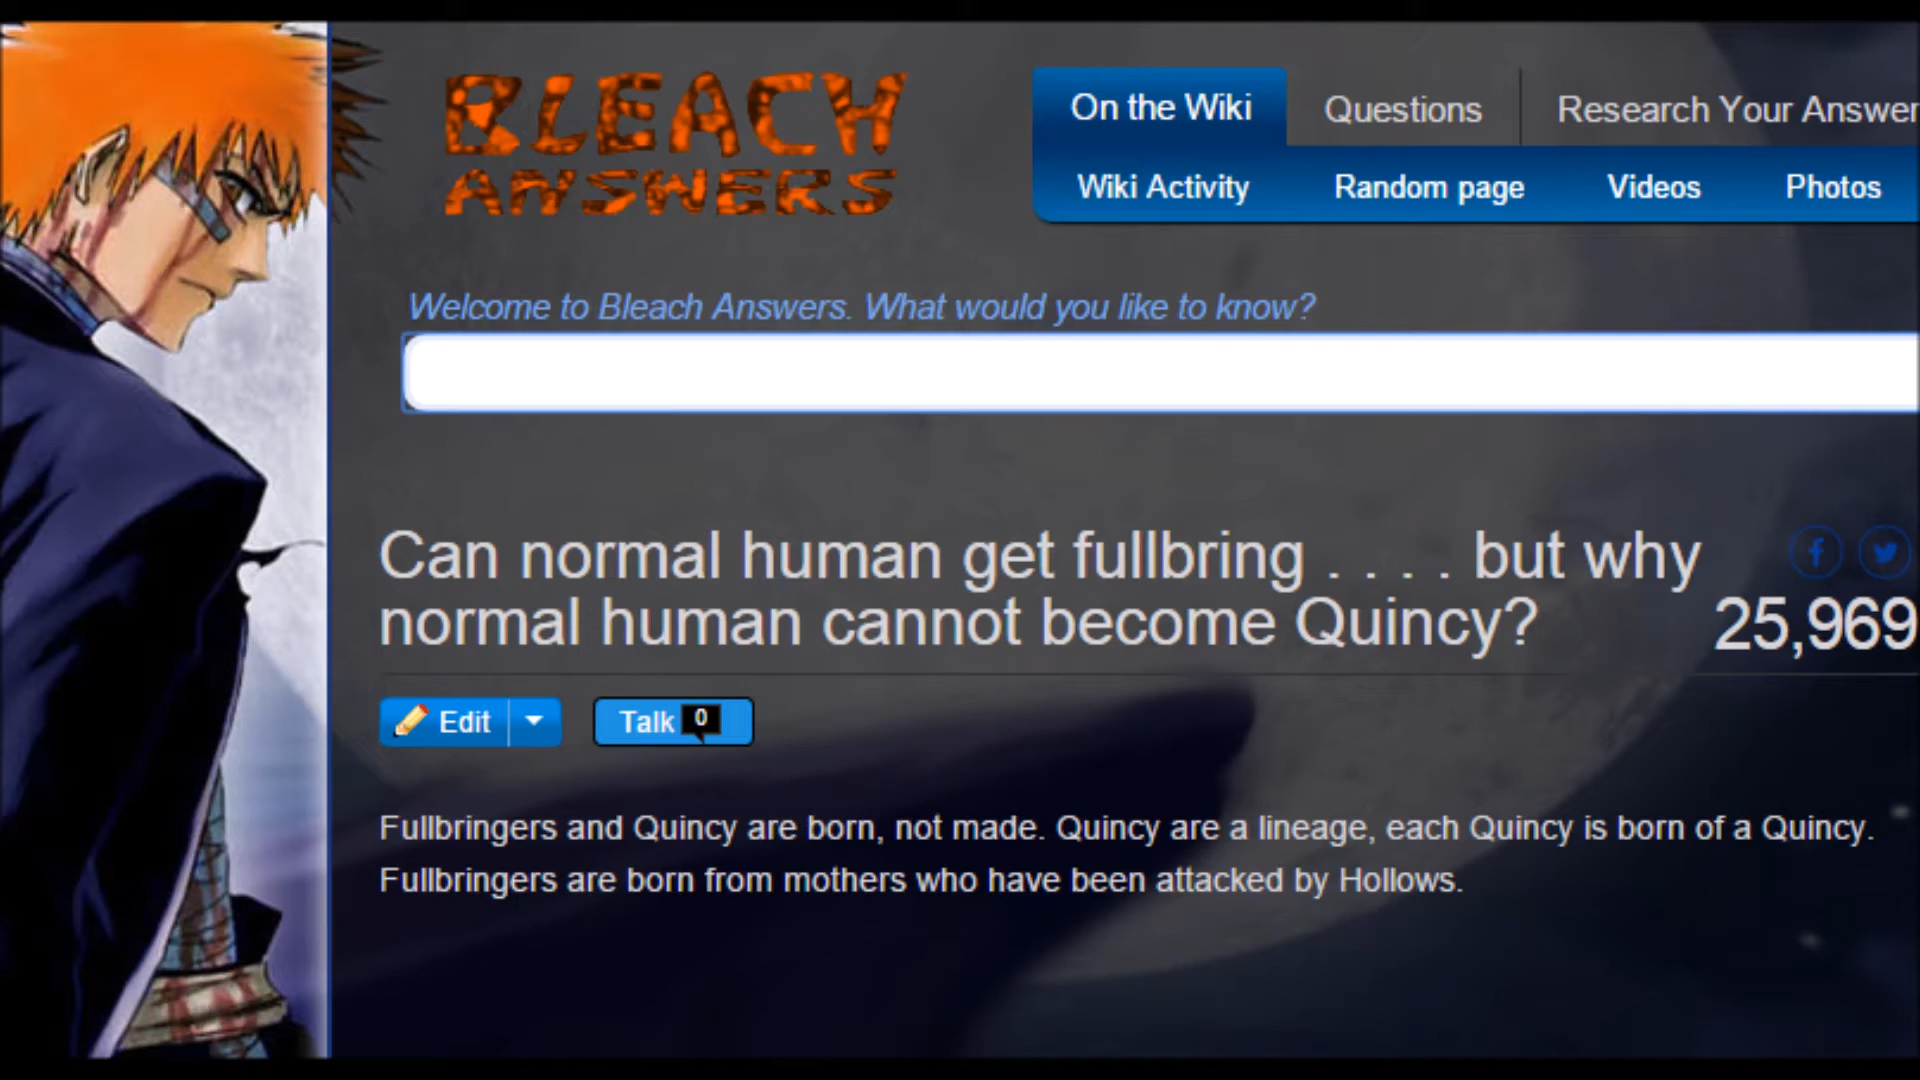 BLEACH
ANSWERS
On the Wiki
Questions
Research Your Answer
Wiki Activity
Random page
Videos
Photos
Welcome to Bleach Answers. What would you like to know?
Can normal human get fullbring . . . . but why
normal human cannot become Quincy?
25,969
Edit
Talk 0
Fullbringers and Quincy are born, not made. Quincy are a lineage, each Quincy is born of a Quincy.
Fullbringers are born from mothers who have been attacked by Hollows.